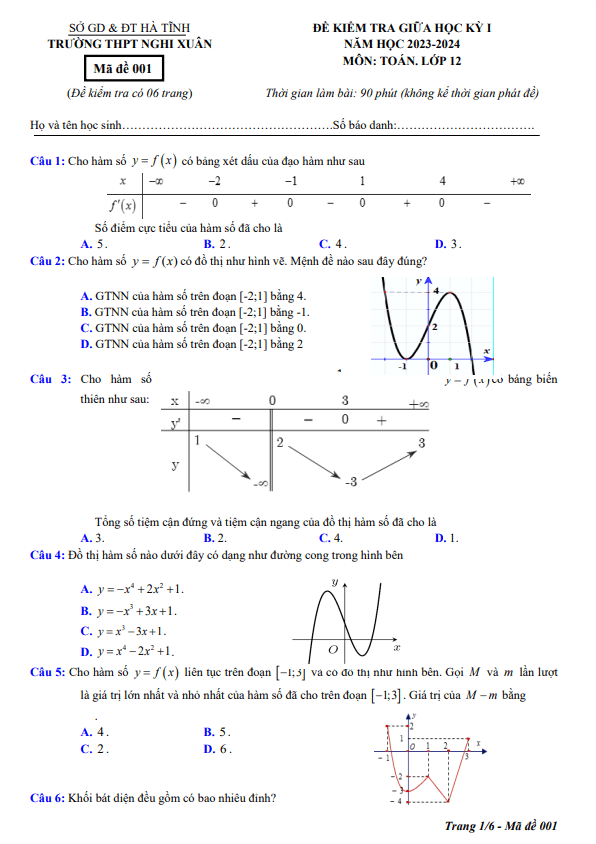 SỞ GD & ĐT HÀ TĨNH
TRƯỜNG THPT NGHI XUÂN
Mã đề 001
(Đề kiểm tra có 06 trang)
ĐỀ KIỂM TRA GIỮA HỌC KỲ I
NĂM HỌC 2023-2024
MÔN: TOÁN. LỚP 12
Thời gian làm bài: 90 phút (không kể thời gian phát đề)
Họ và tên học sinh……………………………………………….Số báo danh:…………………………….
Câu 1: Cho hàm số y = f(x) có bảng xét dấu của đạo hàm như sau
x −∞ −2 −1 1 4 +∞
f'(x) − 0 + 0 − 0 + 0 −
Số điểm cực tiểu của hàm số đã cho là
A. 5. B. 2. C. 4. D. 3.
Câu 2: Cho hàm số y = f(x) có đồ thị như hình vẽ. Mệnh đề nào sau đây đúng?
A. GTNN của hàm số trên đoạn [-2;1] bằng 4.
B. GTNN của hàm số trên đoạn [-2;1] bằng -1.
C. GTNN của hàm số trên đoạn [-2;1] bằng 0.
D. GTNN của hàm số trên đoạn [-2;1] bằng 2
y
4
2
x
-1 0 1
Câu 3: Cho hàm số y = f(x) có bảng biến
thiên như sau:
x -∞ 0 3 +∞
y' − − 0 +
y 1 -∞ 2 -3 3
Tổng số tiệm cận đứng và tiệm cận ngang của đồ thị hàm số đã cho là
A. 3. B. 2. C. 4. D. 1.
Câu 4: Đồ thị hàm số nào dưới đây có dạng như đường cong trong hình bên
A. y = −x⁴ + 2x² + 1.
B. y = −x³ + 3x + 1.
C. y = x³ − 3x + 1.
D. y = x⁴ − 2x² + 1.
y
O x
Câu 5: Cho hàm số y = f(x) liên tục trên đoạn [−1;3] và có đồ thị như hình bên. Gọi M và m lần lượt
là giá trị lớn nhất và nhỏ nhất của hàm số đã cho trên đoạn [−1;3]. Giá trị của M − m bằng
.
A. 4. B. 5.
C. 2. D. 6.
y
2
1
O 1 2 x
- 1 3
- 2
- 3
- 4
Câu 6: Khối bát diện đều gồm có bao nhiêu đỉnh?
Trang 1/6 - Mã đề 001